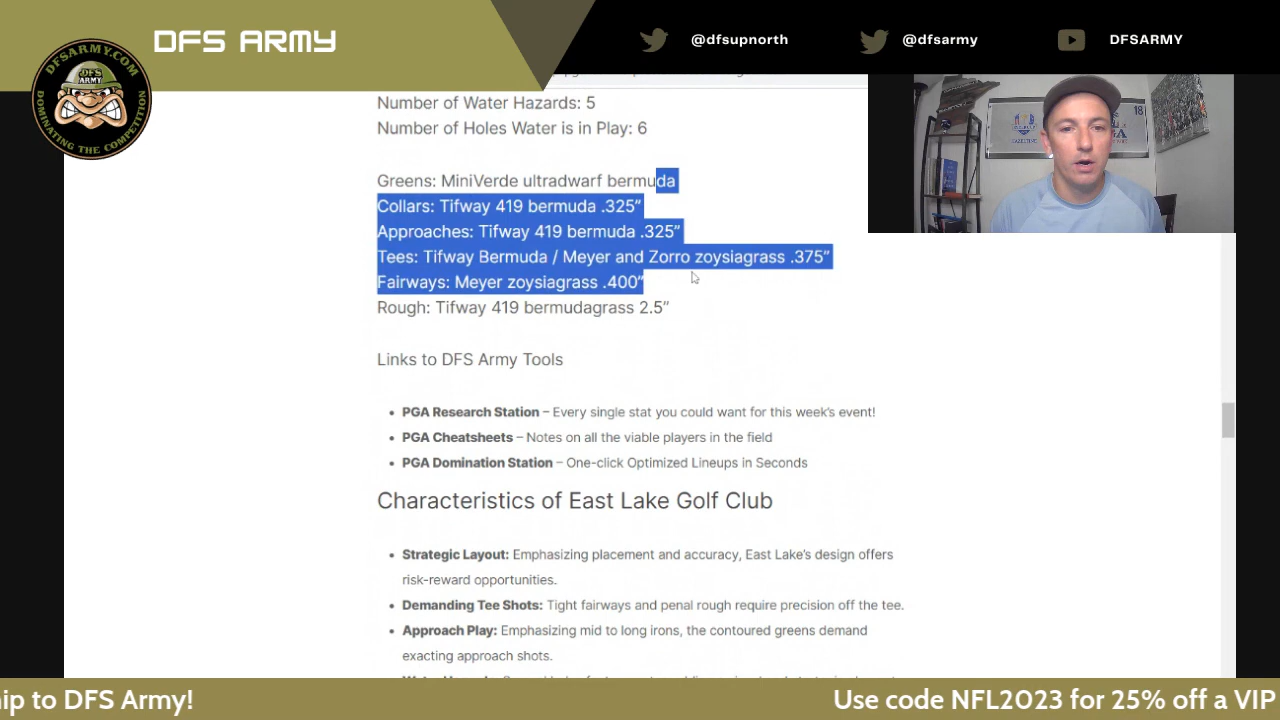 DFS ARMY
@dfsupnorth
@dfsarmy
DFSARMY
DFSARMY.COM
DFS
ARMY
DOMINATING THE COMPETITION
18
Number of Water Hazards: 5
Number of Holes Water is in Play: 6
Greens: MiniVerde ultradwarf bermuda
Collars: Tifway 419 bermuda .325”
Approaches: Tifway 419 bermuda .325”
Tees: Tifway Bermuda / Meyer and Zorro zoysiagrass .375”
Fairways: Meyer zoysiagrass .400”
Rough: Tifway 419 bermudagrass 2.5”
Links to DFS Army Tools
• PGA Research Station – Every single stat you could want for this week’s event!
• PGA Cheatsheets – Notes on all the viable players in the field
• PGA Domination Station – One-click Optimized Lineups in Seconds
Characteristics of East Lake Golf Club
• Strategic Layout: Emphasizing placement and accuracy, East Lake’s design offers
risk-reward opportunities.
• Demanding Tee Shots: Tight fairways and penal rough require precision off the tee.
• Approach Play: Emphasizing mid to long irons, the contoured greens demand
exacting approach shots.
ip to DFS Army!
Use code NFL2023 for 25% off a VIP